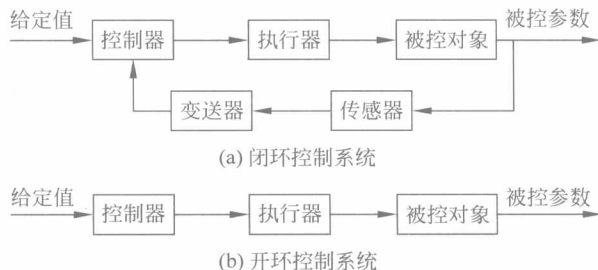 给定值 控制器 执行器 被控对象 被控参数
变送器 传感器
(a) 闭环控制系统
给定值 控制器 执行器 被控对象 被控参数
(b) 开环控制系统